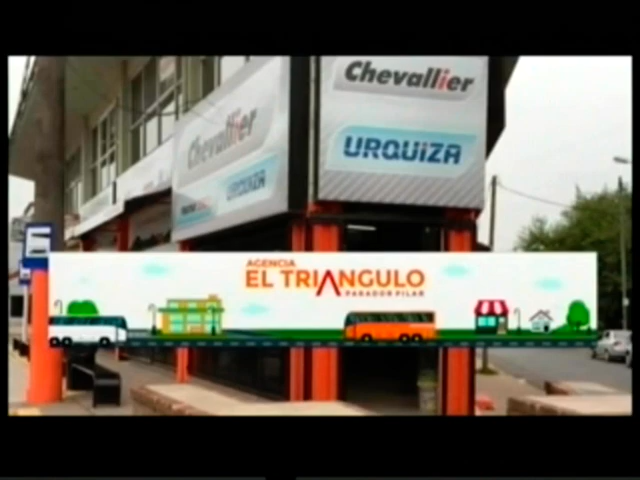 Chevallier
URQUIZA
Chevallier
URQUIZA
AGENCIA
EL TRIANGULO
PARADOR PILAR